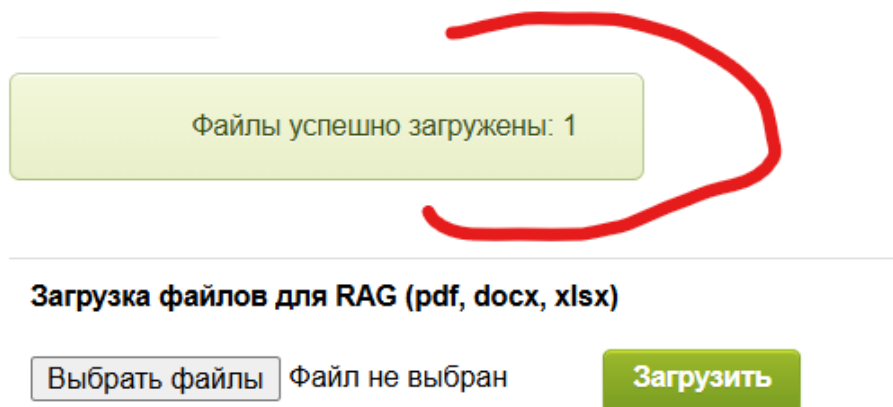 Файлы успешно загружены: 1
Загрузка файлов для RAG (pdf, docx, xlsx)
Выбрать файлы Файл не выбран Загрузить